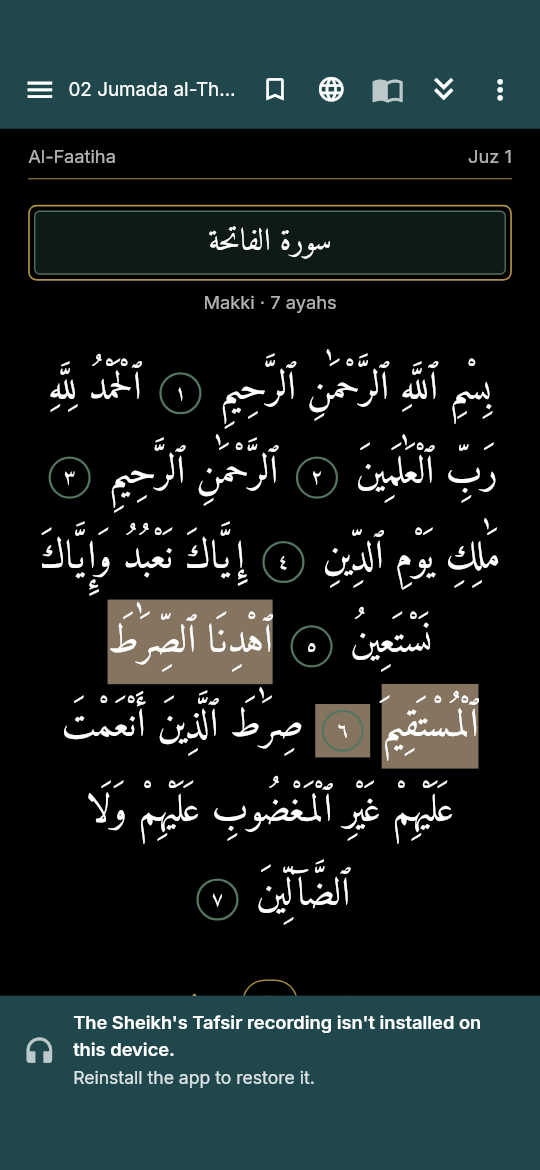 02 Jumada al-Th...
Al-Faatiha
Juz 1
سورة الفاتحة
Makki · 7 ayahs
بِسْمِ ٱللَّهِ ٱلرَّحْمَٰنِ ٱلرَّحِيمِ ١ ٱلْحَمْدُ لِلَّهِ
رَبِّ ٱلْعَٰلَمِينَ ٢ ٱلرَّحْمَٰنِ ٱلرَّحِيمِ ٣
مَٰلِكِ يَوْمِ ٱلدِّينِ ٤ إِيَّاكَ نَعْبُدُ وَإِيَّاكَ
نَسْتَعِينُ ٥ ٱهْدِنَا ٱلصِّرَٰطَ
ٱلْمُسْتَقِيمَ ٦ صِرَٰطَ ٱلَّذِينَ أَنْعَمْتَ
عَلَيْهِمْ غَيْرِ ٱلْمَغْضُوبِ عَلَيْهِمْ وَلَا
ٱلضَّآلِّينَ ٧
The Sheikh's Tafsir recording isn't installed on
this device.
Reinstall the app to restore it.